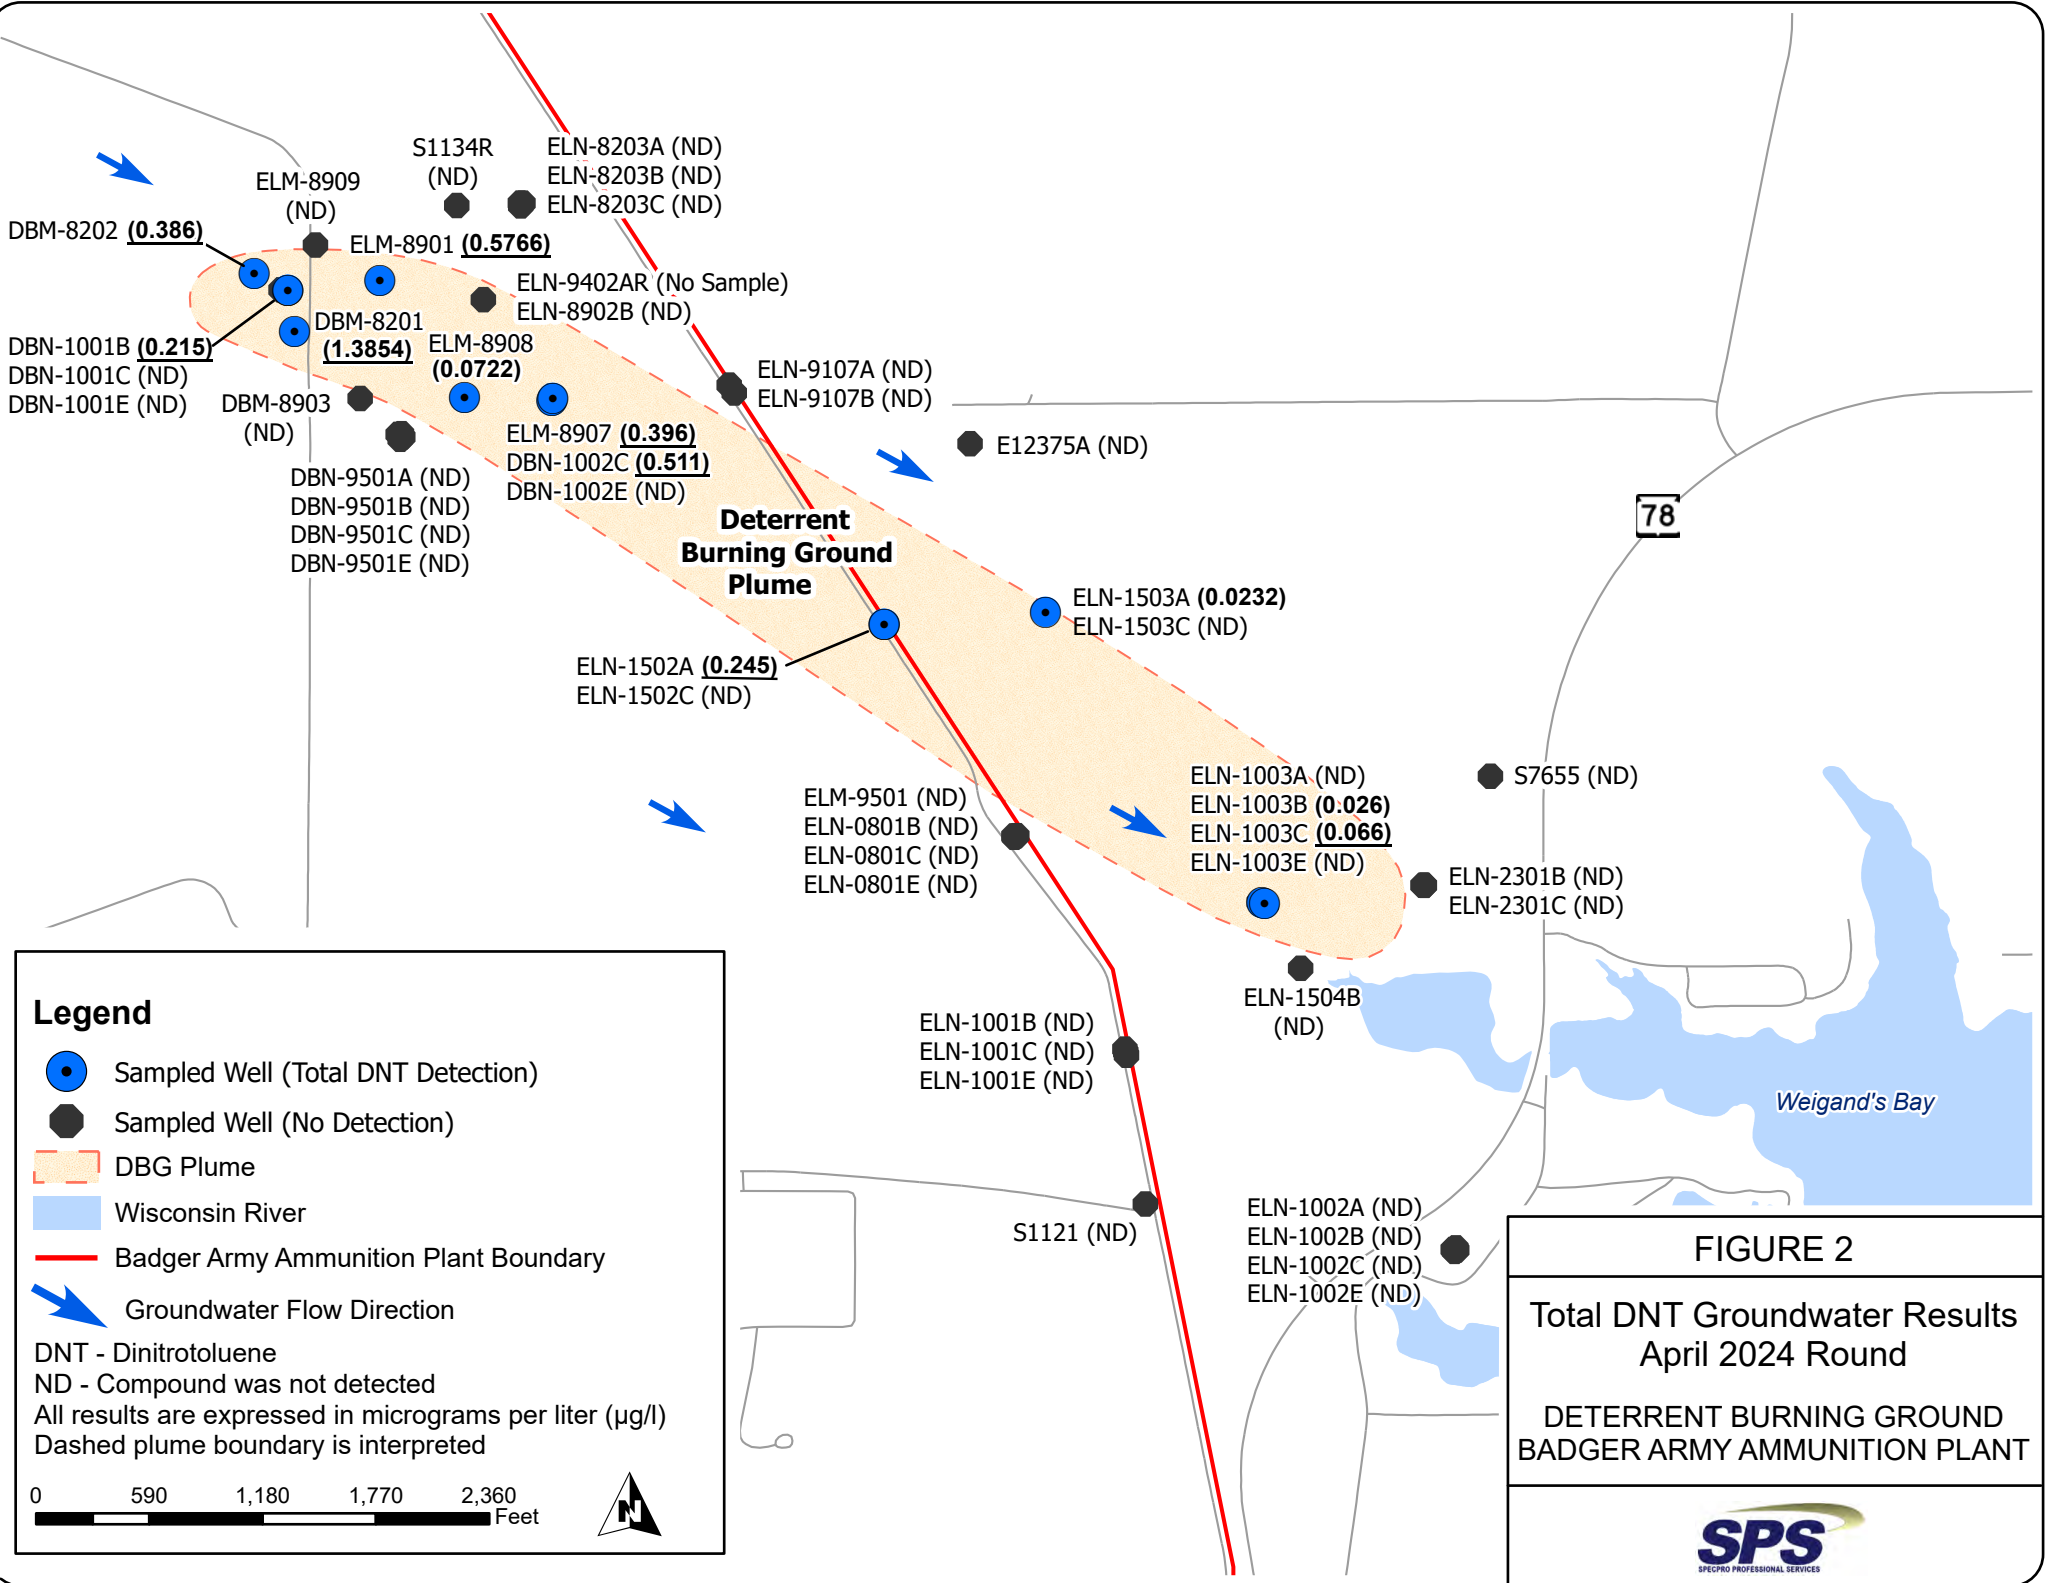 S1134R
(ND)
ELN-8203A (ND)
ELN-8203B (ND)
ELN-8203C (ND)
ELM-8909
(ND)
DBM-8202 (0.386)
ELM-8901 (0.5766)
ELN-9402AR (No Sample)
ELN-8902B (ND)
DBM-8201
(1.3854)
ELM-8908
(0.0722)
DBN-1001B (0.215)
DBN-1001C (ND)
DBN-1001E (ND)
DBM-8903
(ND)
ELN-9107A (ND)
ELN-9107B (ND)
E12375A (ND)
ELM-8907 (0.396)
DBN-1002C (0.511)
DBN-1002E (ND)
DBN-9501A (ND)
DBN-9501B (ND)
DBN-9501C (ND)
DBN-9501E (ND)
Deterrent
Burning Ground
Plume
78
ELN-1503A (0.0232)
ELN-1503C (ND)
ELN-1502A (0.245)
ELN-1502C (ND)
ELM-9501 (ND)
ELN-0801B (ND)
ELN-0801C (ND)
ELN-0801E (ND)
ELN-1003A (ND)
ELN-1003B (0.026)
ELN-1003C (0.066)
ELN-1003E (ND)
S7655 (ND)
ELN-2301B (ND)
ELN-2301C (ND)
ELN-1504B
(ND)
ELN-1001B (ND)
ELN-1001C (ND)
ELN-1001E (ND)
Weigand's Bay
S1121 (ND)
ELN-1002A (ND)
ELN-1002B (ND)
ELN-1002C (ND)
ELN-1002E (ND)
Legend
Sampled Well (Total DNT Detection)
Sampled Well (No Detection)
DBG Plume
Wisconsin River
Badger Army Ammunition Plant Boundary
Groundwater Flow Direction
DNT - Dinitrotoluene
ND - Compound was not detected
All results are expressed in micrograms per liter (µg/l)
Dashed plume boundary is interpreted
0 590 1,180 1,770 2,360
Feet
N
FIGURE 2
Total DNT Groundwater Results
April 2024 Round
DETERRENT BURNING GROUND
BADGER ARMY AMMUNITION PLANT
SPS
SPECPRO PROFESSIONAL SERVICES